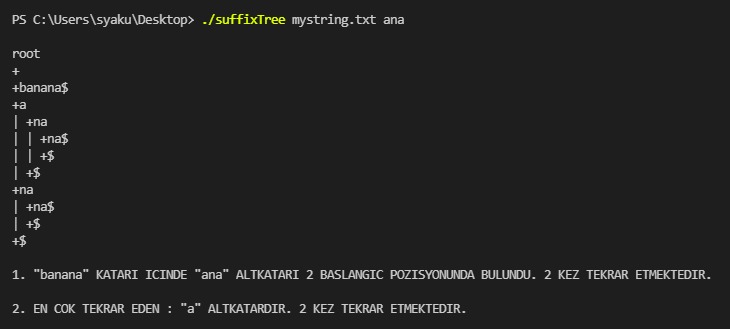 PS C:\Users\syaku\Desktop> ./suffixTree mystring.txt ana
root
+
+banana$
+a
| +na
| | +na$
| | +$
| +$
+na
| +na$
| +$
+$
1. "banana" KATARI ICINDE "ana" ALTKATARI 2 BASLANGIC POZISYONUNDA BULUNDU. 2 KEZ TEKRAR ETMEKTEDIR.
2. EN COK TEKRAR EDEN : "a" ALTKATARDIR. 2 KEZ TEKRAR ETMEKTEDIR.